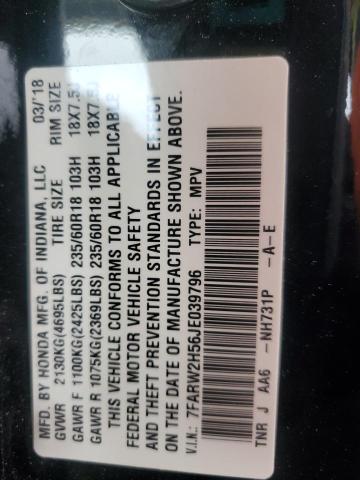 MFD. BY HONDA MFG. OF INDIANA, LLC 03/'18
GVWR 2130KG(4695LBS) TIRE SIZE RIM SIZE
GAWR F 1100KG(2425LBS) 235/60R18 103H 18X7.5J
GAWR R 1075KG(2369LBS) 235/60R18 103H 18X7.5J
THIS VEHICLE CONFORMS TO ALL APPLICABLE
FEDERAL MOTOR VEHICLE SAFETY
AND THEFT PREVENTION STANDARDS IN EFFECT
ON THE DATE OF MANUFACTURE SHOWN ABOVE.
V.I.N.: 7FARW2H56JE039796 TYPE: MPV
TNR J AA6 -NH731P -A-E